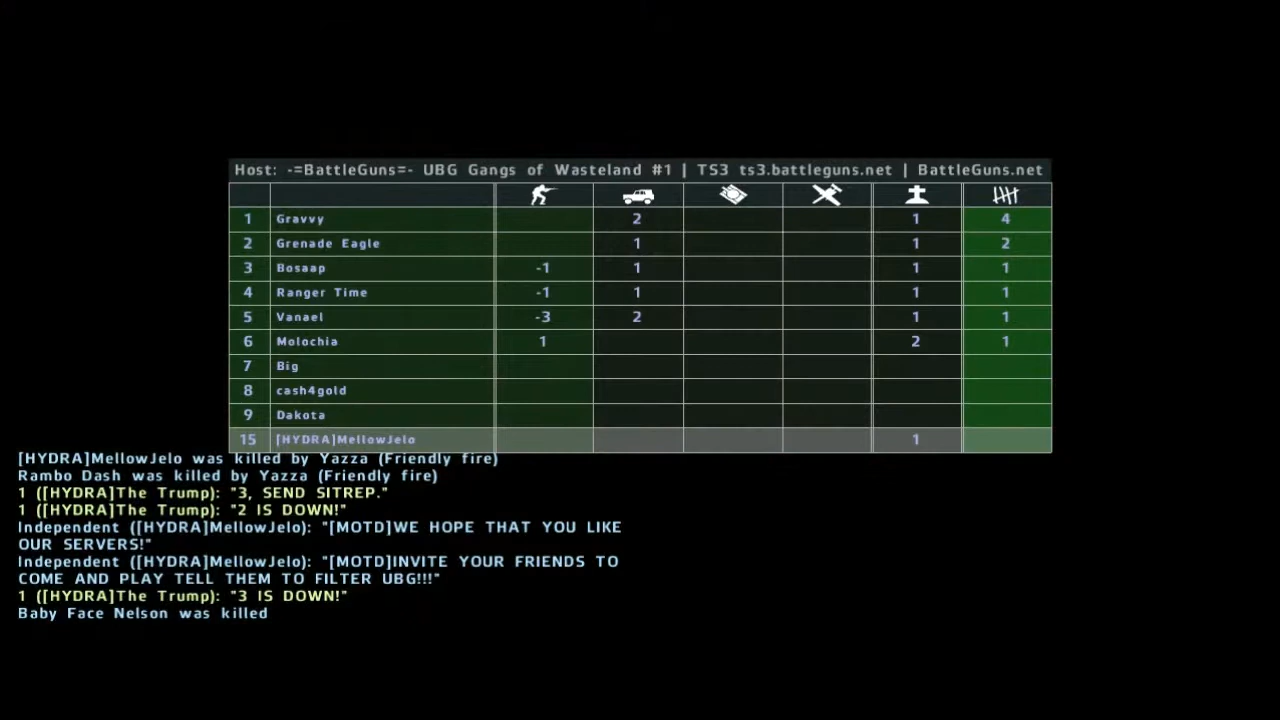 Host: -=BattleGuns=- UBG Gangs of Wasteland #1 | TS3 ts3.battleguns.net | BattleGuns.net
1 Gravvy 2 1 4
2 Grenade Eagle 1 1 2
3 Bosaap -1 1 1 1
4 Ranger Time -1 1 1 1
5 Vanael -3 2 1 1
6 Molochia 1 2 1
7 Big
8 cash4gold
9 Dakota
15 [HYDRA]MellowJelo 1
[HYDRA]MellowJelo was killed by Yazza (Friendly fire)
Rambo Dash was killed by Yazza (Friendly fire)
1 ([HYDRA]The Trump): "3, SEND SITREP."
1 ([HYDRA]The Trump): "2 IS DOWN!"
Independent ([HYDRA]MellowJelo): "[MOTD]WE HOPE THAT YOU LIKE
OUR SERVERS!"
Independent ([HYDRA]MellowJelo): "[MOTD]INVITE YOUR FRIENDS TO
COME AND PLAY TELL THEM TO FILTER UBG!!!"
1 ([HYDRA]The Trump): "3 IS DOWN!"
Baby Face Nelson was killed